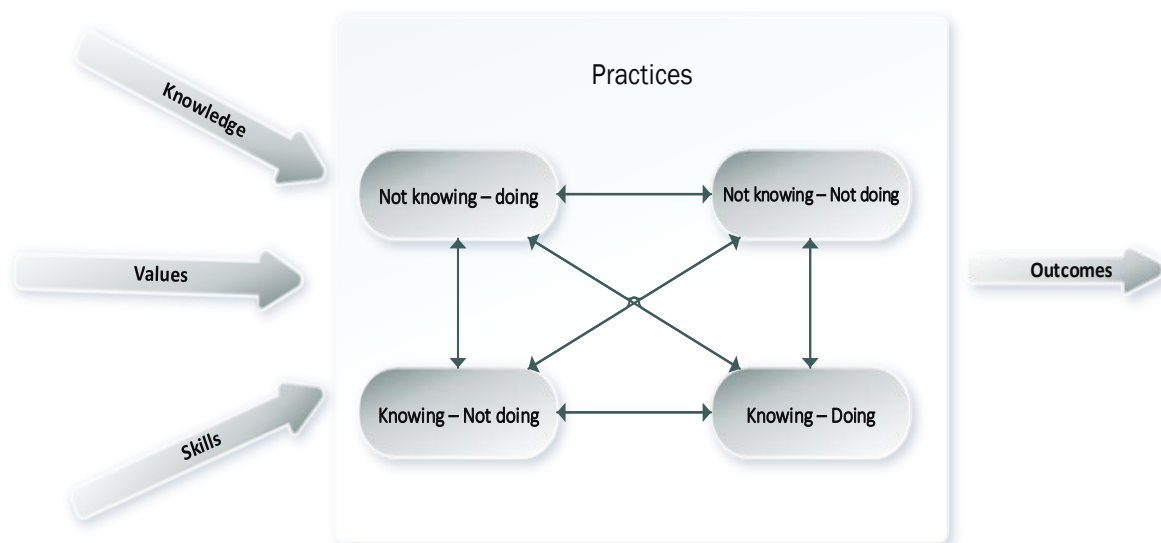 Practices
Knowledge
Not knowing – doing
Not knowing – Not doing
Values
Outcomes
Knowing – Not doing
Knowing – Doing
Skills